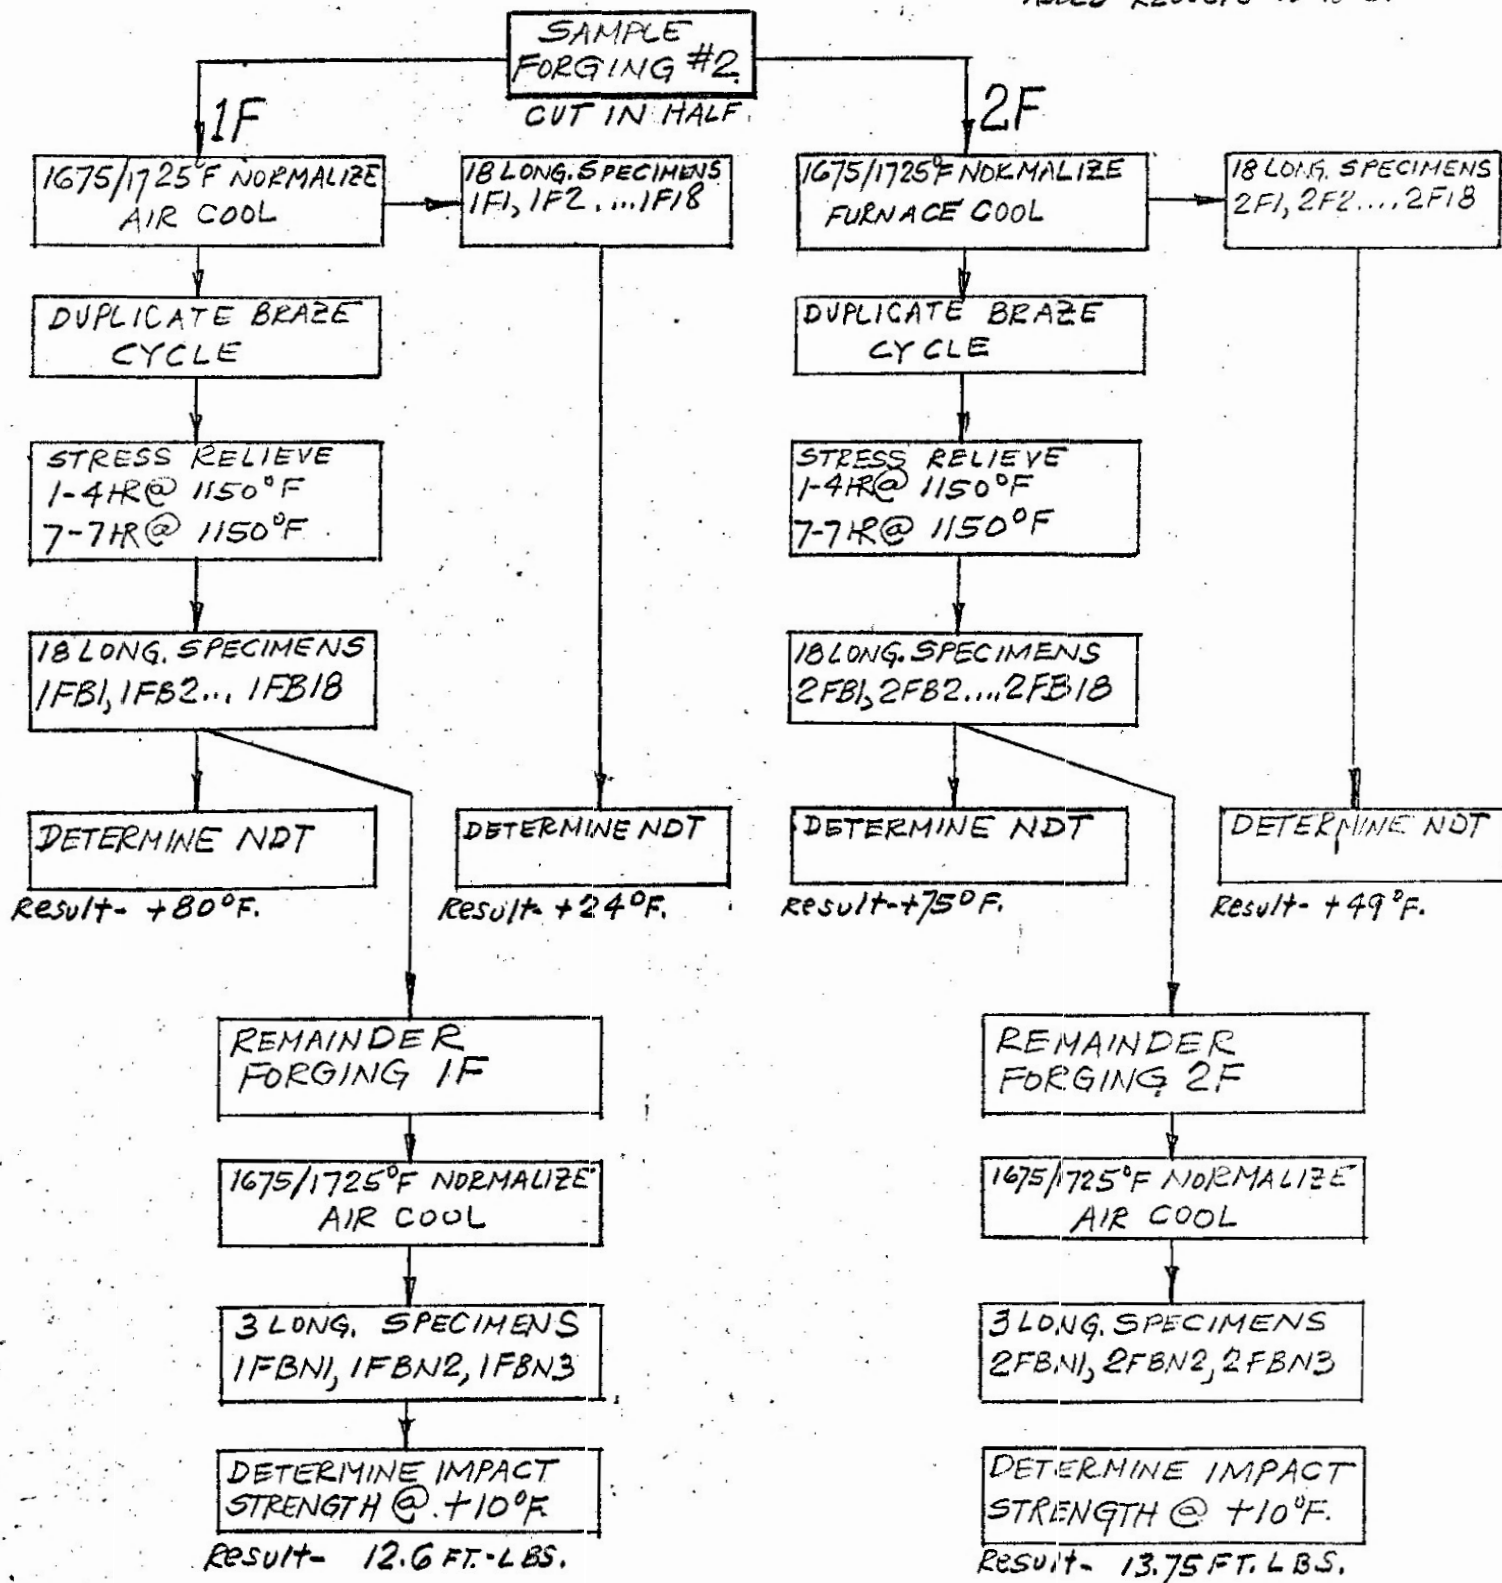 SAMPLE
FORGING #2
CUT IN HALF
1F
1675/1725°F NORMALIZE
AIR COOL
18 LONG. SPECIMENS
1F1, 1F2....1F18
DUPLICATE BRAZE
CYCLE
STRESS RELIEVE
1-4HR@ 1150°F
7-7HR@ 1150°F
18 LONG. SPECIMENS
1FB1, 1FB2... 1FB18
DETERMINE NDT
Result- +80°F.
DETERMINE NDT
Result- +24°F.
REMAINDER
FORGING 1F
1675/1725°F NORMALIZE
AIR COOL
3 LONG. SPECIMENS
1FBN1, 1FBN2, 1FBN3
DETERMINE IMPACT
STRENGTH @ +10°F.
Result- 12.6 FT.-LBS.
2F
1675/1725°F NORMALIZE
FURNACE COOL
18 LONG. SPECIMENS
2F1, 2F2....2F18
DUPLICATE BRAZE
CYCLE
STRESS RELIEVE
1-4HR@ 1150°F
7-7HR@ 1150°F
18 LONG. SPECIMENS
2FB1, 2FB2....2FB18
DETERMINE NDT
Result-+75°F.
DETERMINE NDT
Result- +49°F.
REMAINDER
FORGING 2F
1675/1725°F NORMALIZE
AIR COOL
3 LONG. SPECIMENS
2FBN1, 2FBN2, 2FBN3
DETERMINE IMPACT
STRENGTH @ +10°F.
Result- 13.75 FT. LBS.